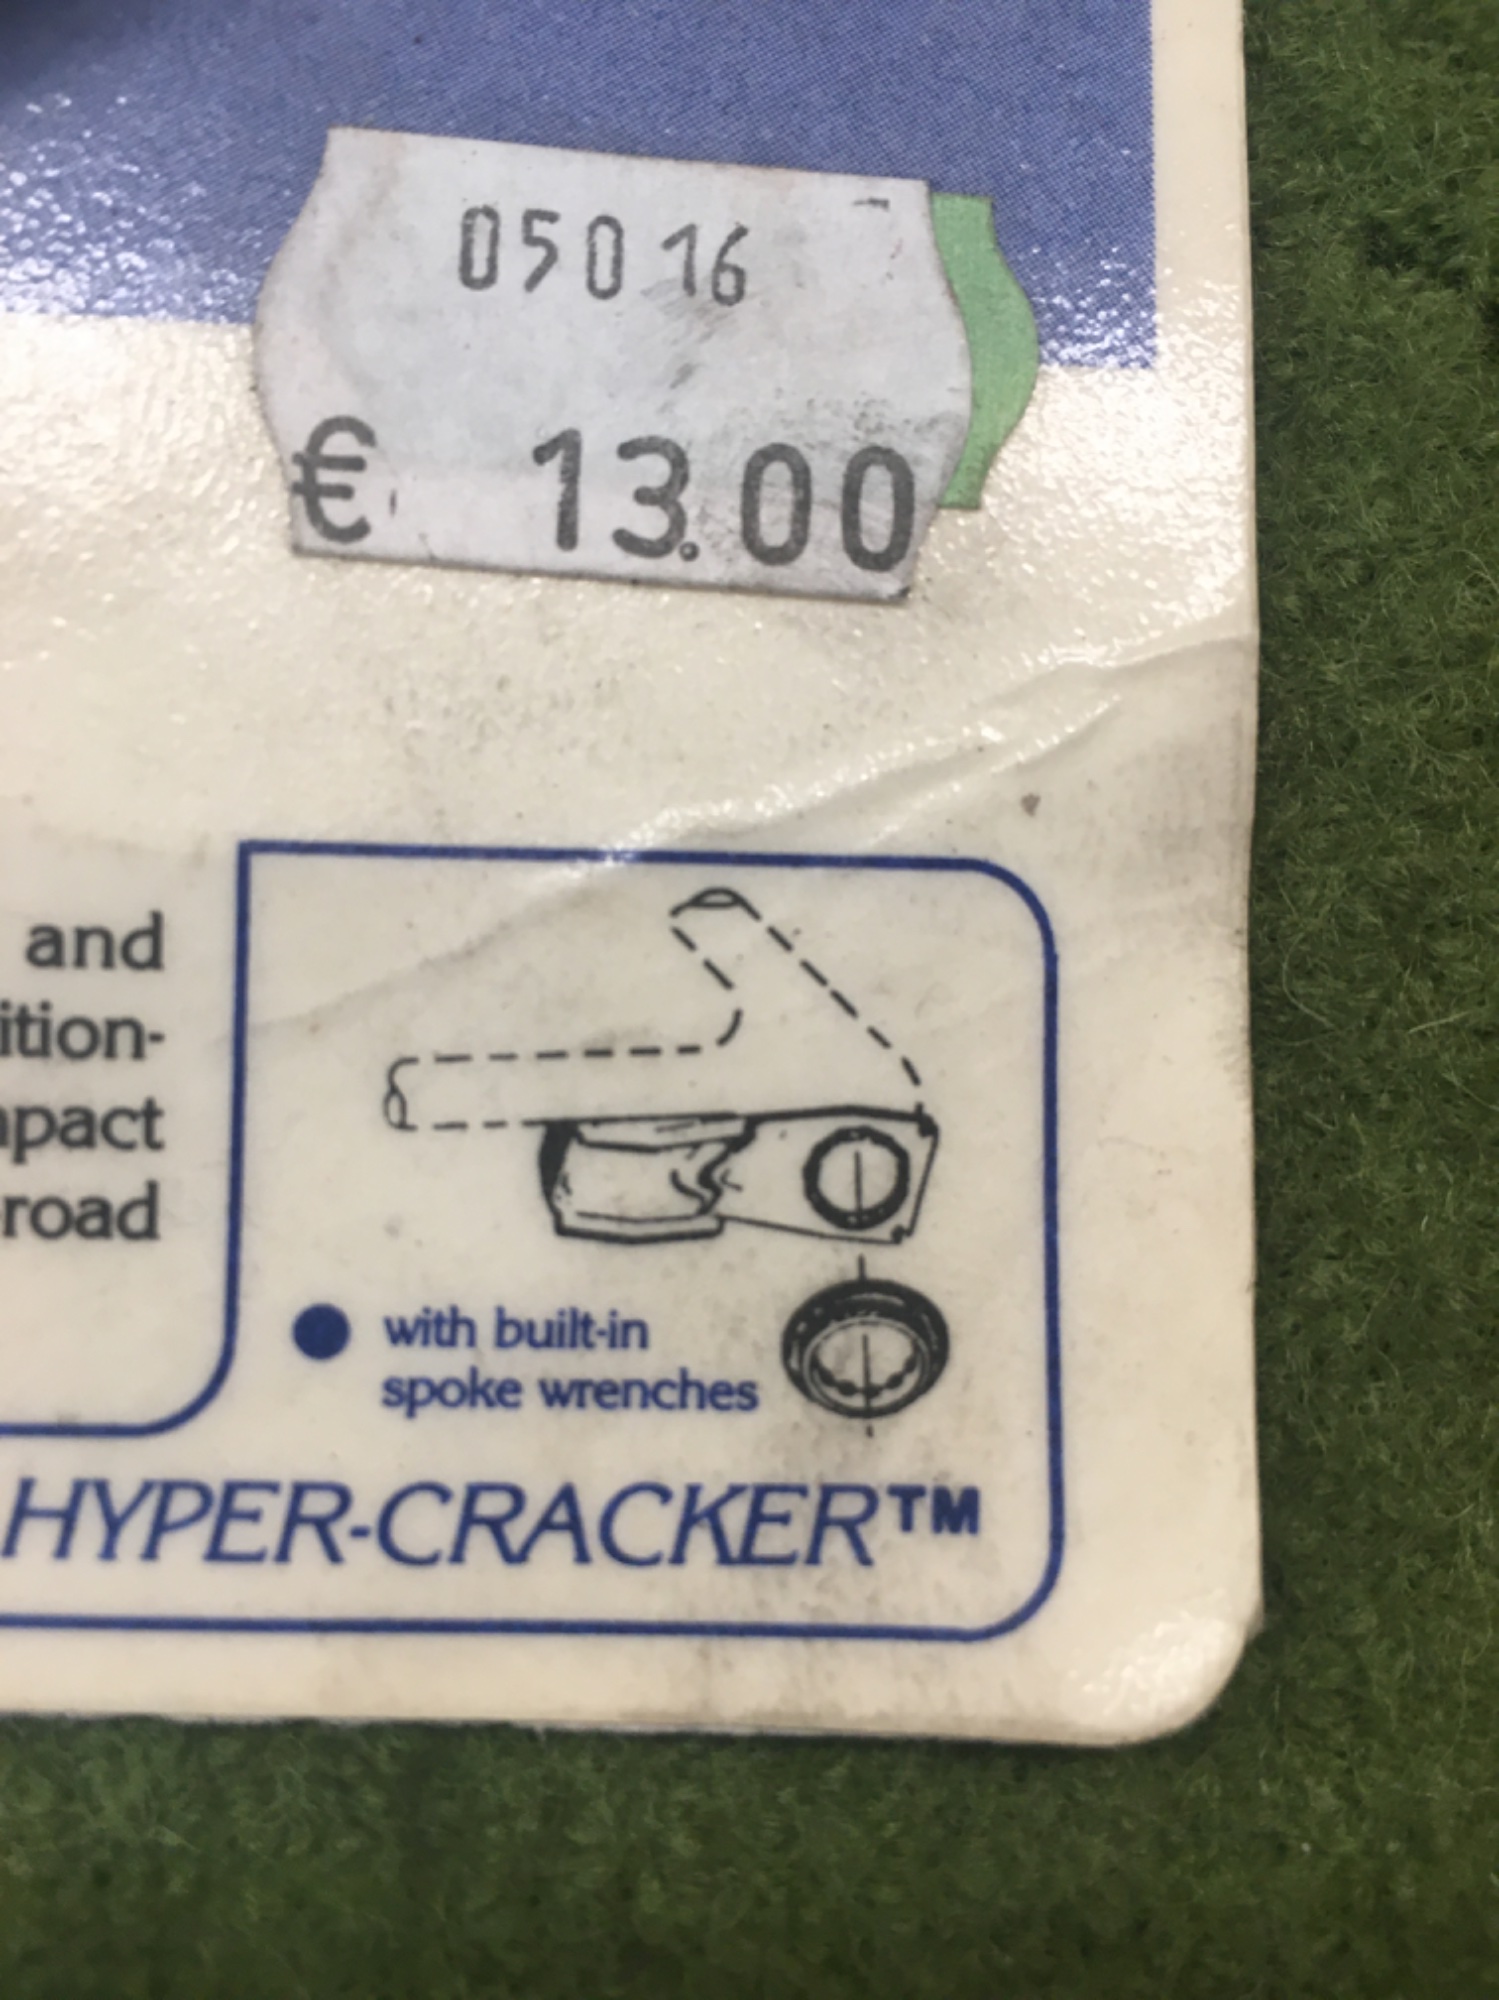 05016
€ 13.00
and
ition-
pact
road
with built-in
spoke wrenches
HYPER-CRACKER™